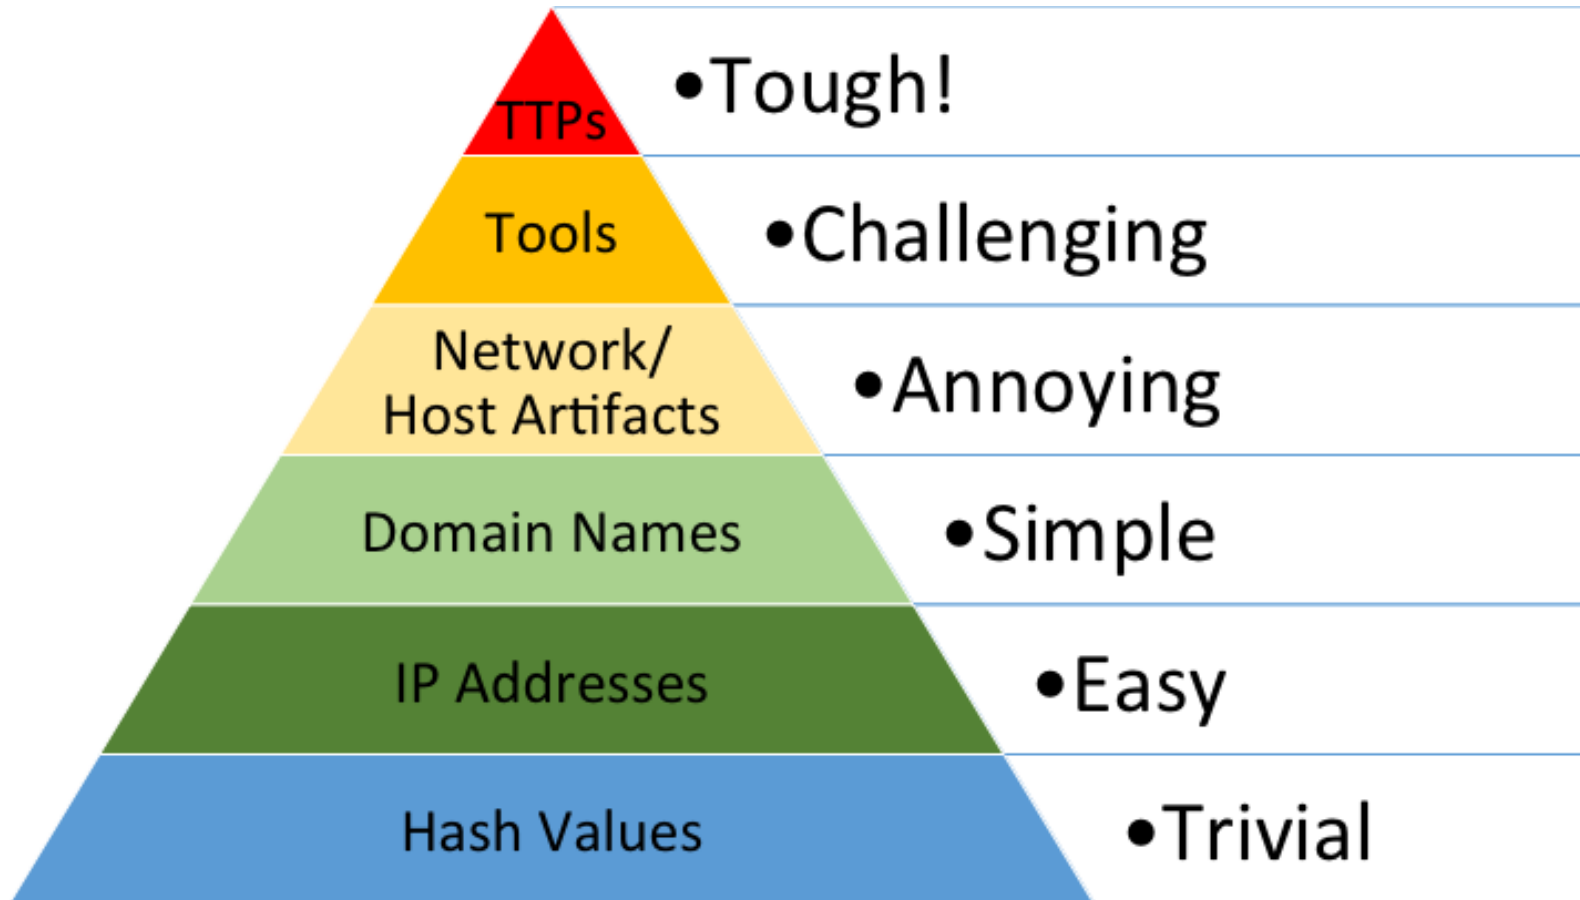 TTPs
•Tough!
Tools
•Challenging
Network/
Host Artifacts
•Annoying
Domain Names
•Simple
IP Addresses
•Easy
Hash Values
•Trivial